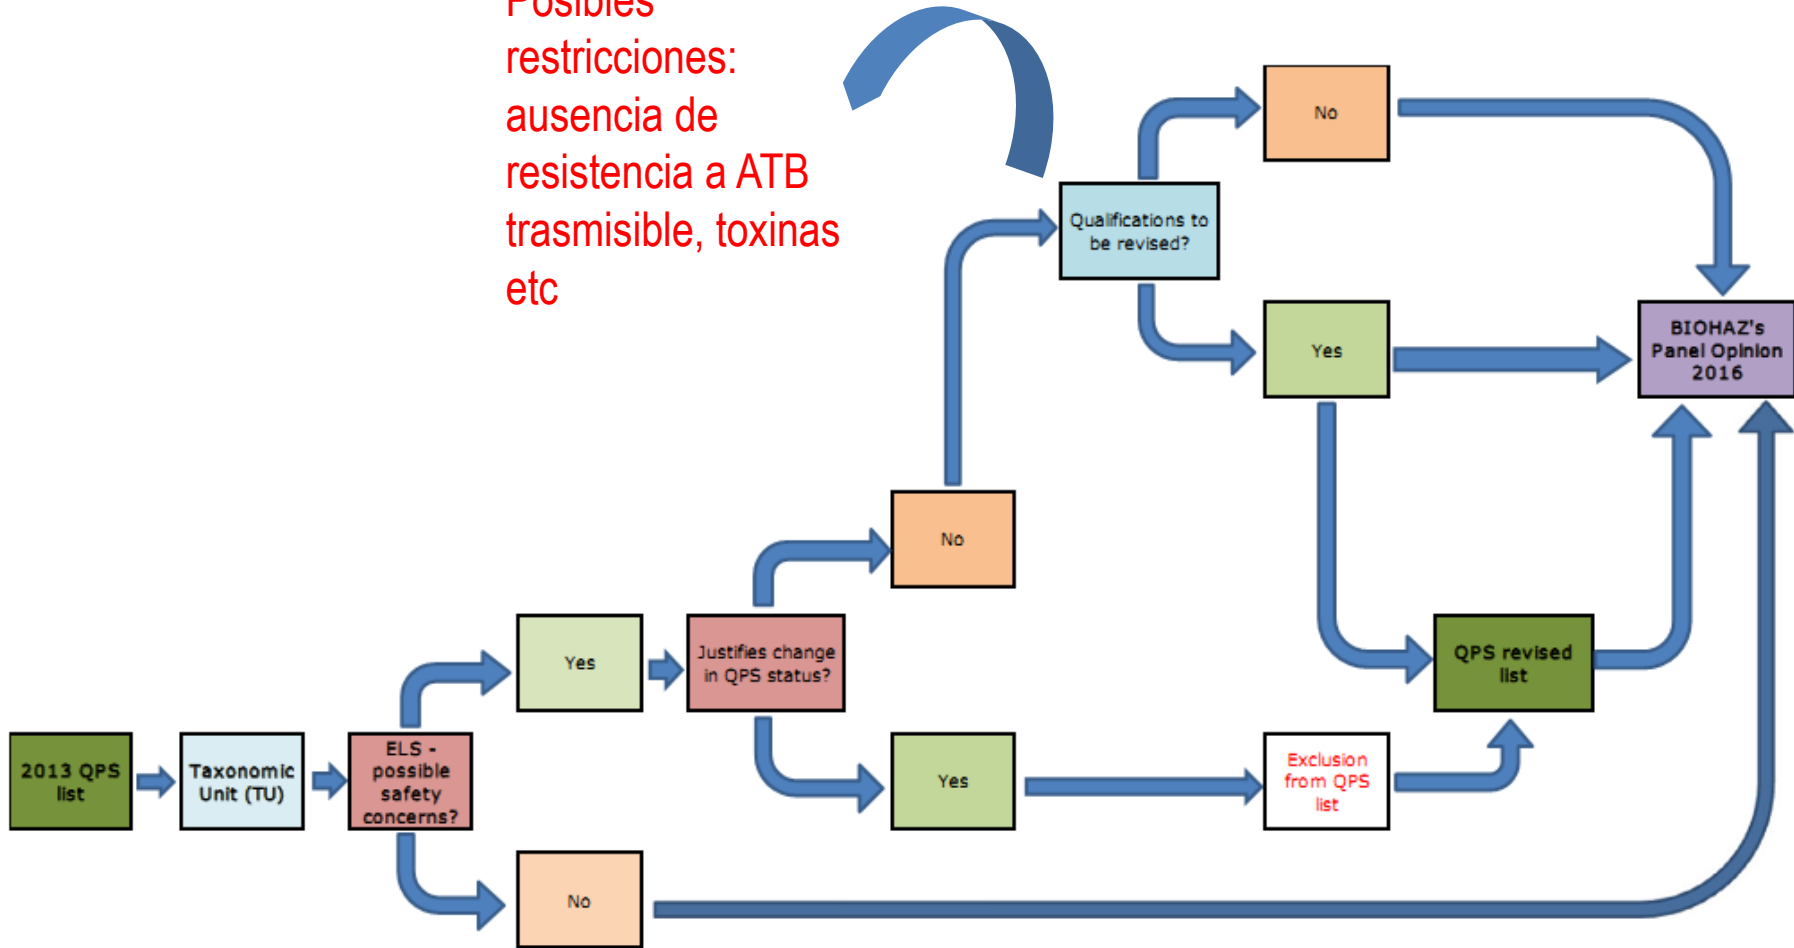 Posibles
restricciones:
ausencia de
resistencia a ATB
trasmisible, toxinas
etc
No
Qualifications to
be revised?
Yes
BIOHAZ's
Panel Opinion
2016
No
Yes
Justifies change
in QPS status?
QPS revised
list
2013 QPS
list
Taxonomic
Unit (TU)
ELS -
possible
safety
concerns?
Yes
Exclusion
from QPS
list
No